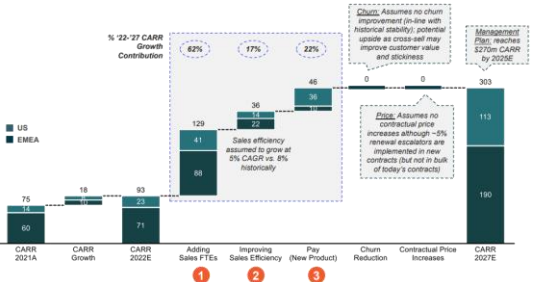 % '22-'27 CARR
Growth
Contribution
62%
17%
22%
Churn: Assumes no churn
improvement (in-line with
historical stability); potential
upside as cross-sell may
improve customer value
and stickiness
Management
Plan: reaches
$270m CARR
by 2025E
US
EMEA
75
14
60
18
10
93
23
71
129
41
88
36
14
22
Sales efficiency
assumed to grow at
5% CAGR vs. 8%
historically
46
36
10
0
0
Price: Assumes no
contractual price
increases although ~5%
renewal escalators are
implemented in new
contracts (but not in bulk
of today's contracts)
303
113
190
CARR
2021A
CARR
Growth
CARR
2022E
Adding
Sales FTEs
Improving
Sales Efficiency
Pay
(New Product)
Churn
Reduction
Contractual Price
Increases
CARR
2027E
1
2
3